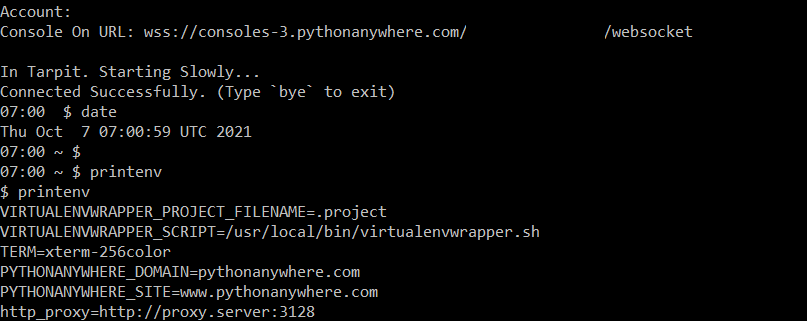 Account:
Console On URL: wss://consoles-3.pythonanywhere.com/ /websocket
In Tarpit. Starting Slowly...
Connected Successfully. (Type `bye` to exit)
07:00  $ date
Thu Oct  7 07:00:59 UTC 2021
07:00 ~ $
07:00 ~ $ printenv
$ printenv
VIRTUALENVWRAPPER_PROJECT_FILENAME=.project
VIRTUALENVWRAPPER_SCRIPT=/usr/local/bin/virtualenvwrapper.sh
TERM=xterm-256color
PYTHONANYWHERE_DOMAIN=pythonanywhere.com
PYTHONANYWHERE_SITE=www.pythonanywhere.com
http_proxy=http://proxy.server:3128